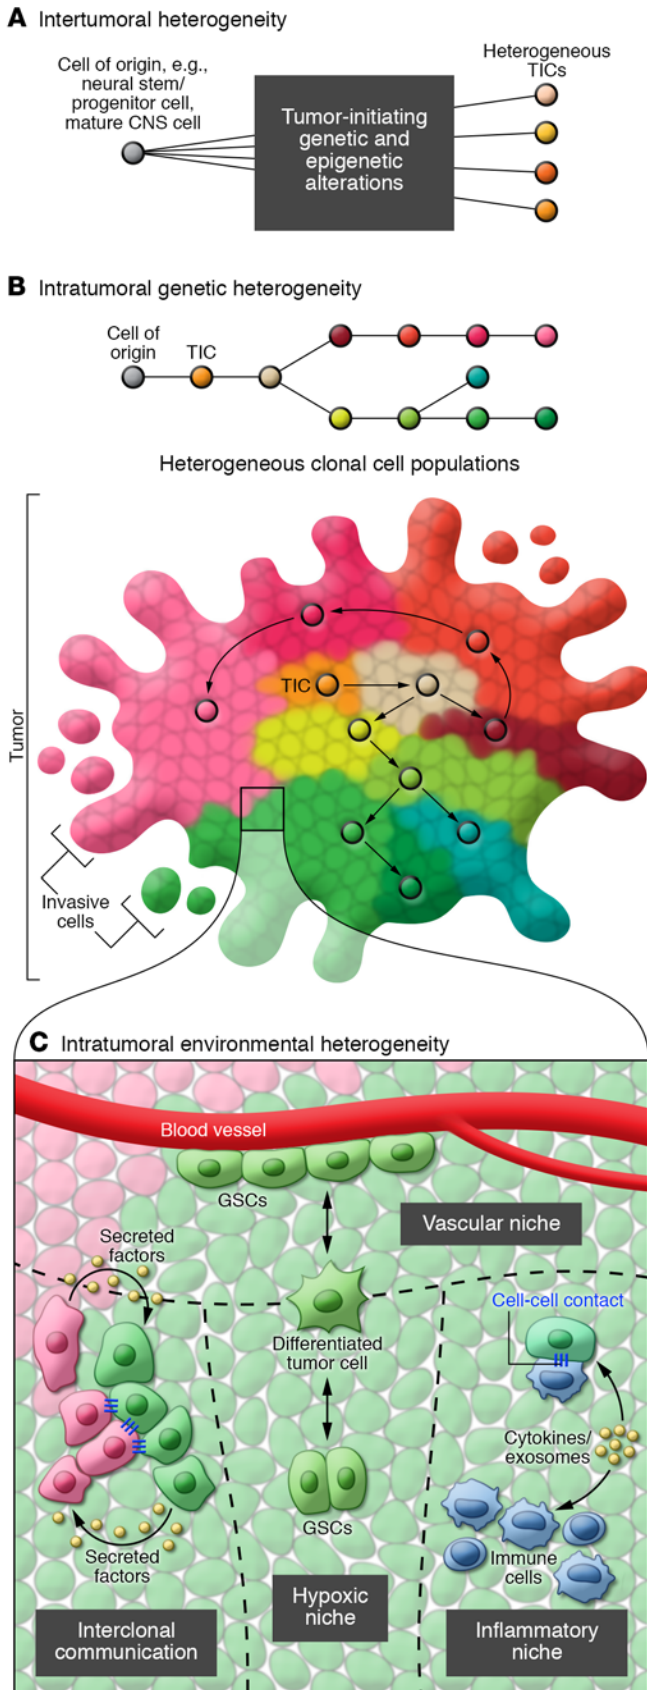 A Intertumoral heterogeneity
Cell of origin, e.g.,
neural stem/
progenitor cell,
mature CNS cell
Tumor-initiating
genetic and
epigenetic
alterations
Heterogeneous
TICs
B Intratumoral genetic heterogeneity
Cell of
origin
TIC
Heterogeneous clonal cell populations
Tumor
TIC
Invasive
cells
C Intratumoral environmental heterogeneity
Blood vessel
GSCs
Vascular niche
Secreted
factors
Differentiated
tumor cell
Cell-cell contact
Cytokines/
exosomes
GSCs
Secreted
factors
Immune
cells
Interclonal
communication
Hypoxic
niche
Inflammatory
niche